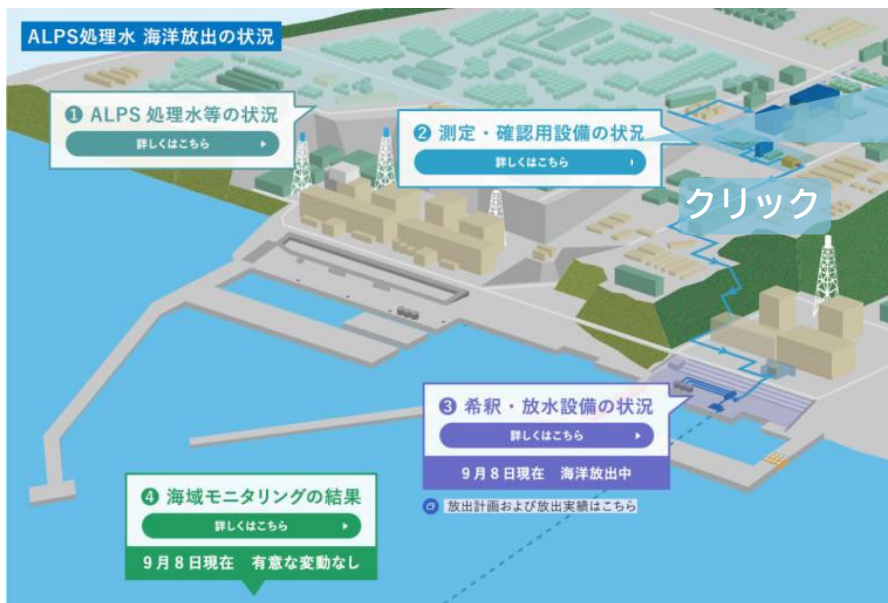 ALPS処理水 海洋放出の状況
❶ ALPS 処理水等の状況
詳しくはこちら
❷ 測定・確認用設備の状況
詳しくはこちら
クリック
❸ 希釈・放水設備の状況
詳しくはこちら
9月8日現在 海洋放出中
放出計画および放出実績はこちら
❹ 海域モニタリングの結果
詳しくはこちら
9月8日現在 有意な変動なし